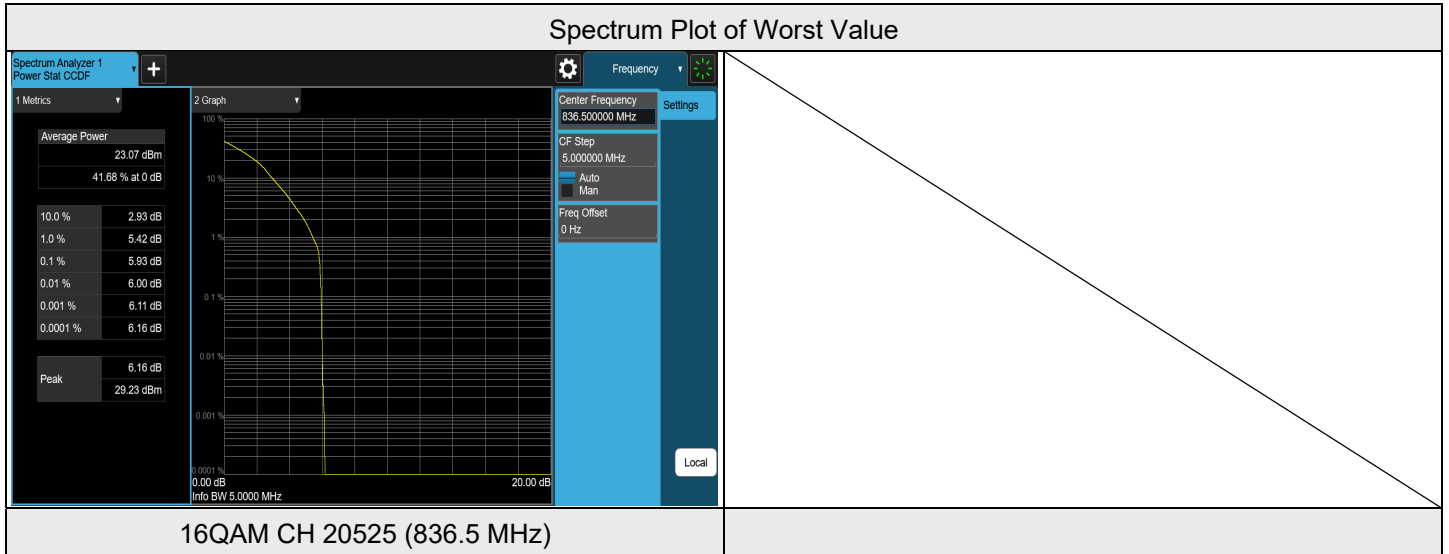 Spectrum Plot of Worst Value
Spectrum Analyzer 1
Power Stat CCDF
+
Frequency
1 Metrics
Average Power
23.07 dBm
41.68 % at 0 dB
10.0 % 2.93 dB
1.0 % 5.42 dB
0.1 % 5.93 dB
0.01 % 6.00 dB
0.001 % 6.11 dB
0.0001 % 6.16 dB
Peak
6.16 dB
29.23 dBm
2 Graph
100 %
10 %
1 %
0.1 %
0.01 %
0.001 %
0.0001 %
0.00 dB 20.00 dB
Info BW 5.0000 MHz
Center Frequency
836.500000 MHz
CF Step
5.000000 MHz
Auto
Man
Freq Offset
0 Hz
Settings
Local
16QAM CH 20525 (836.5 MHz)